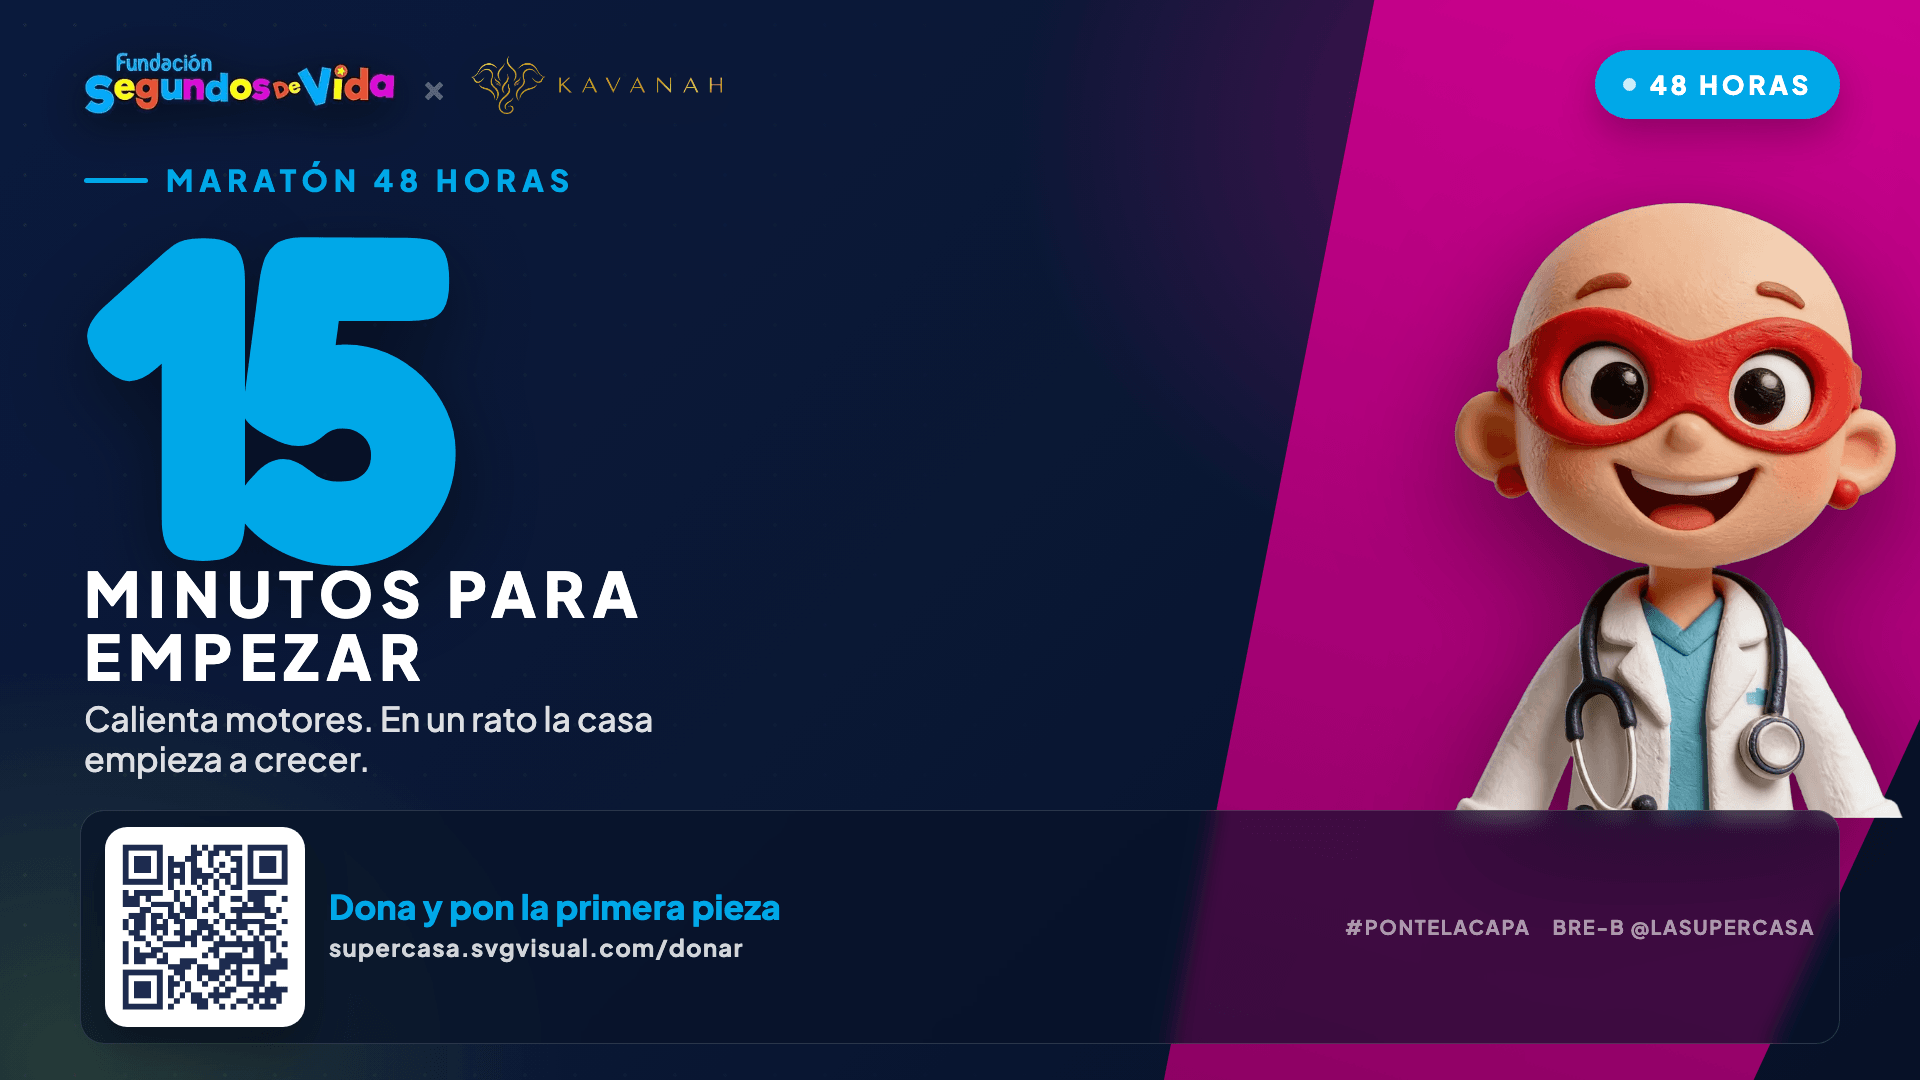 Fundación
Segundos DE Vida
×
KAVANAH
48 HORAS
MARATÓN 48 HORAS
15
MINUTOS PARA
EMPEZAR
Calienta motores. En un rato la casa
empieza a crecer.
Dona y pon la primera pieza
supercasa.svgvisual.com/donar
#PONTELACAPA BRE-B @LASUPERCASA